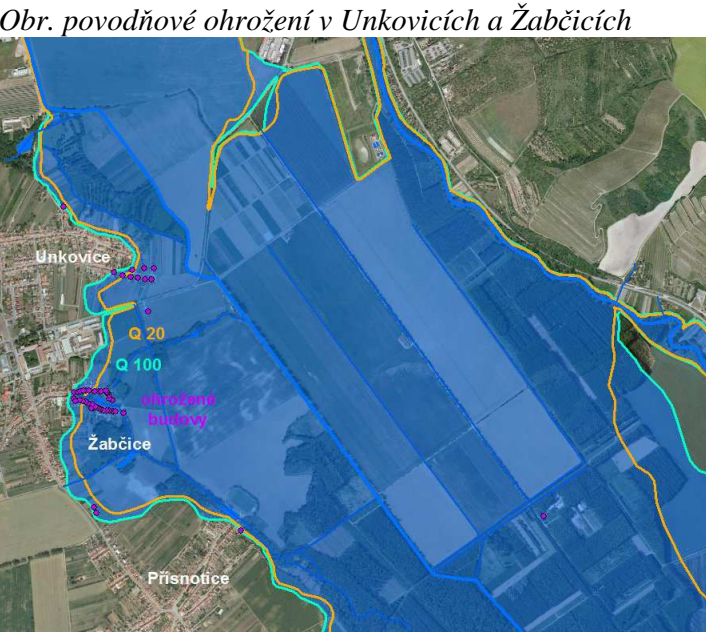 Obr. povodňové ohrožení v Unkovicích a Žabčicích
Unkovice
Q 20
Q 100
ohrožené
budovy
Žabčice
Přísnotice